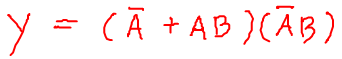 y = (Ā + AB)(ĀB)